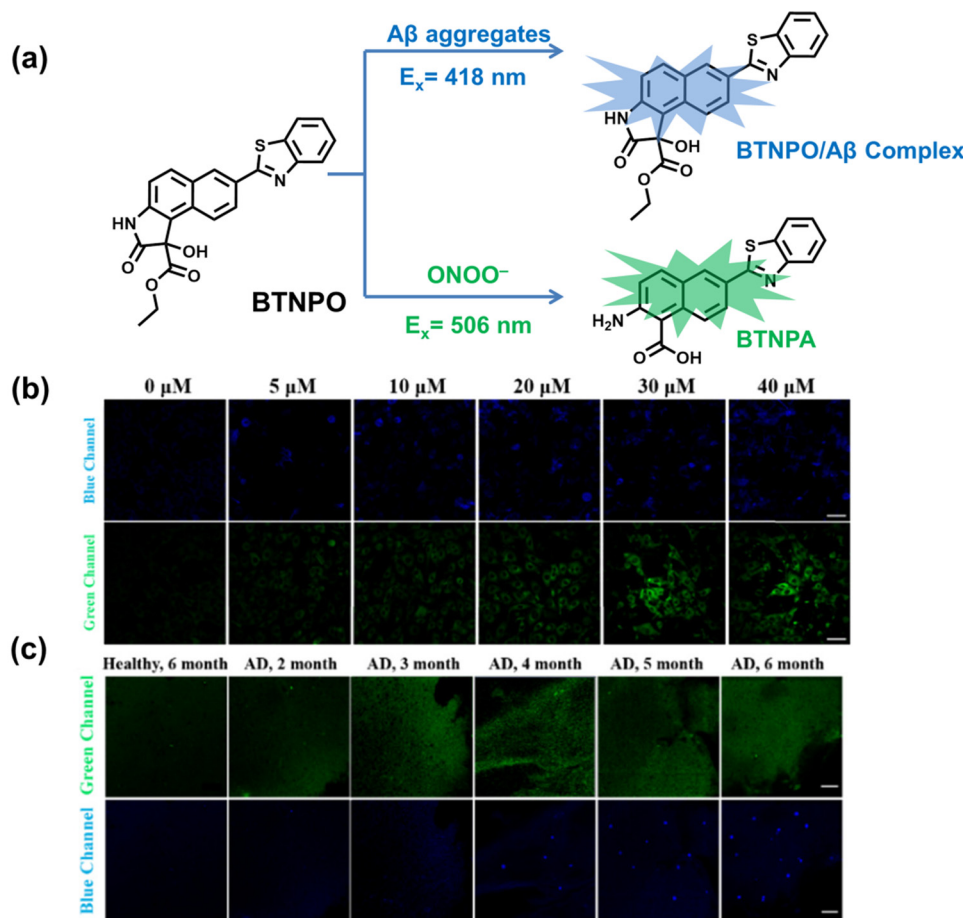 (a)
Aβ aggregates
Eₓ= 418 nm
S
N
HN
O
OH
O
O
BTNPO/Aβ Complex
S
N
HN
O
OH
O
O
BTNPO
ONOO⁻
Eₓ= 506 nm
S
N
H₂N
O
OH
BTNPA
(b)
0 μM 5 μM 10 μM 20 μM 30 μM 40 μM
Blue Channel
Green Channel
(c)
Healthy, 6 month AD, 2 month AD, 3 month AD, 4 month AD, 5 month AD, 6 month
Green Channel
Blue Channel